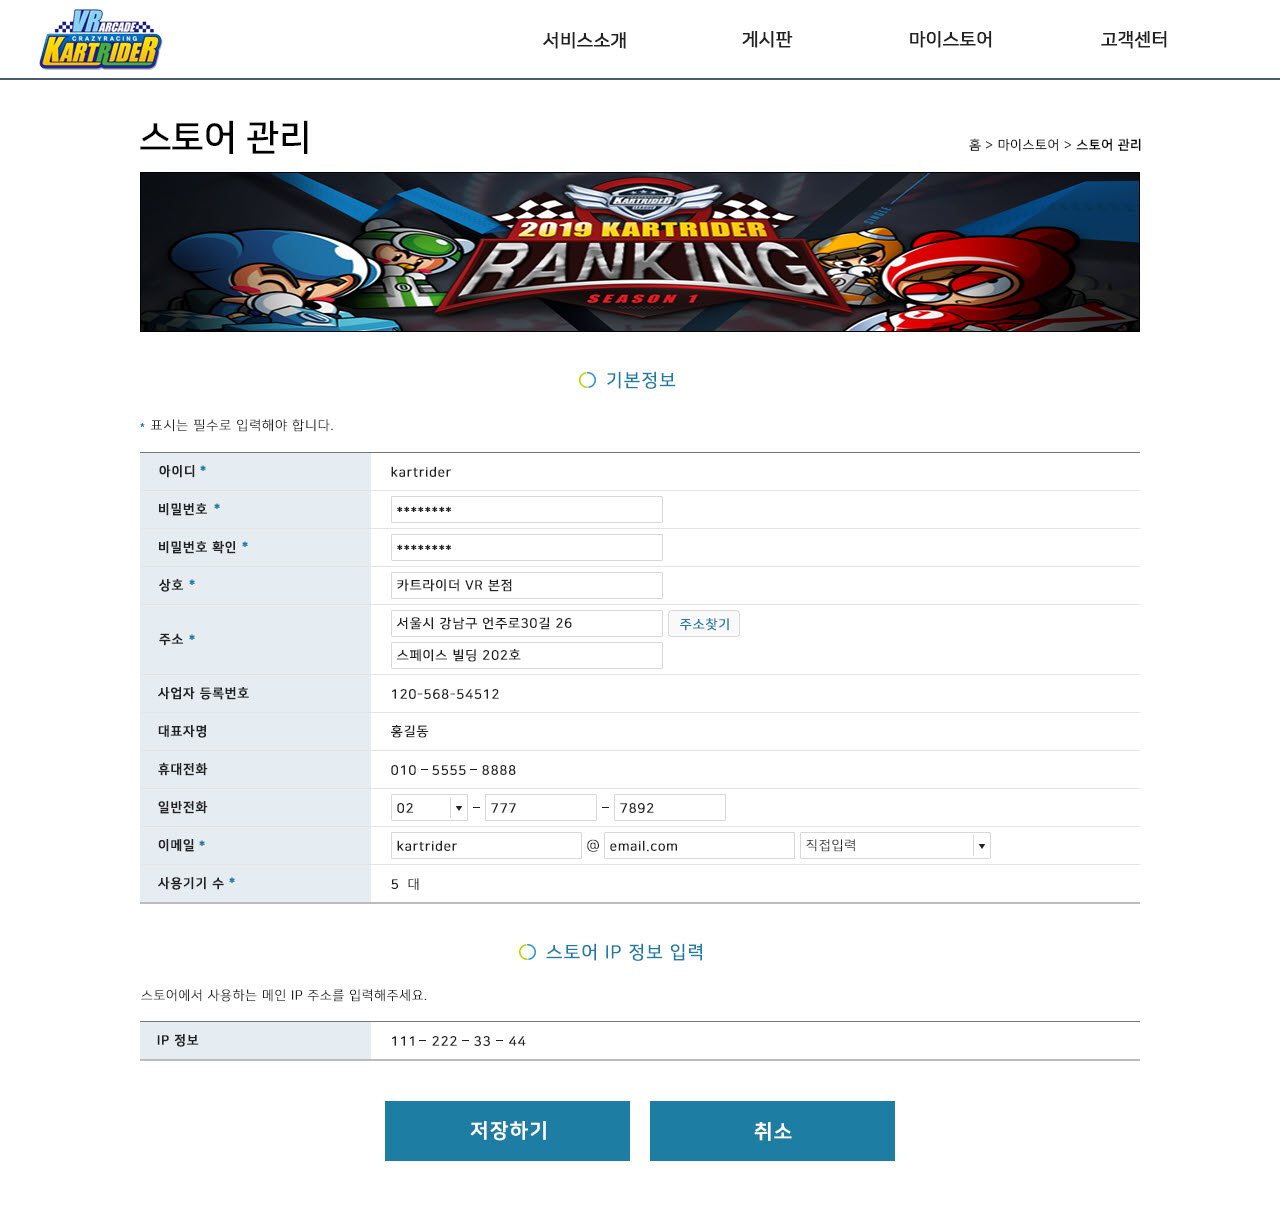 VR ARCADE
CRAZYRACING
KARTRIDER
서비스소개 게시판 마이스토어 고객센터
스토어 관리
홈 > 마이스토어 > 스토어 관리
KARTRIDER
LEAGUE
SINGLE
2019 KARTRIDER
RANKING
SEASON 1
기본정보
* 표시는 필수로 입력해야 합니다.
아이디 * kartrider
비밀번호 * ********
비밀번호 확인 * ********
상호 * 카트라이더 VR 본점
주소 * 서울시 강남구 언주로30길 26 주소찾기
스페이스 빌딩 202호
사업자 등록번호 120-568-54512
대표자명 홍길동
휴대전화 010 – 5555 – 8888
일반전화 02 ▼ – 777 – 7892
이메일 * kartrider @ email.com 직접입력 ▼
사용기기 수 * 5 대
스토어 IP 정보 입력
스토어에서 사용하는 메인 IP 주소를 입력해주세요.
IP 정보 111 – 222 – 33 – 44
저장하기 취소